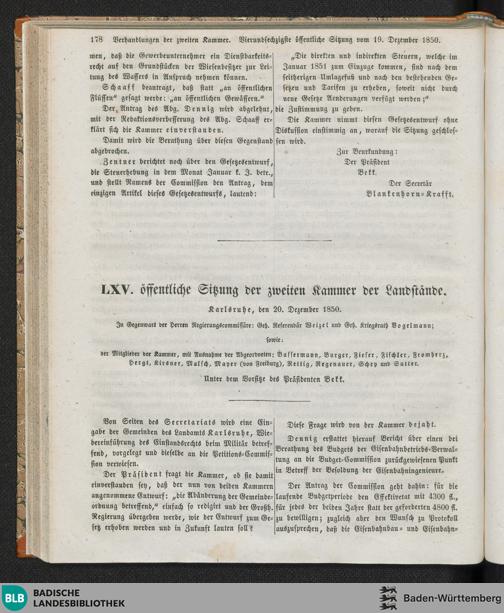 178 Verhandlungen der zweiten Kammer. Vierundsechzigste öffentliche Sitzung vom 19. Dezember 1850.
men, daß die Gewerbeunternehmer ein Dienstbarkeits-
recht auf den Grundstücken der Wiesenbesitzer zur Lei-
tung des Wassers in Anspruch nehmen können.
Schaaff beantragt, daß statt „an öffentlichen
Flüssen“ gesagt werde: „an öffentlichen Gewässern.“
Der Antrag des Abg. Dennig wird abgelehnt,
mit der Redaktionsverbesserung des Abg. Schaaff er-
klärt sich die Kammer einverstanden.
Damit wird die Berathung über diesen Gegenstand
abgebrochen.
Zentner berichtet noch über den Gesetzesentwurf,
die Steuererhebung in dem Monat Januar k. J. betr.,
und stellt Namens der Commission den Antrag, dem
einzigen Artikel dieses Gesetzesentwurfs, lautend:
„Die direkten und indirekten Steuern, welche im
Januar 1851 zum Einzuge kommen, sind nach dem
seitherigen Umlagefuß und nach den bestehenden Ge-
setzen und Tarifen zu erheben, soweit nicht durch
neue Gesetze Aenderungen verfügt werden;“
die Zustimmung zu geben.
Die Kammer nimmt diesen Gesetzesentwurf ohne
Diskussion einstimmig an, worauf die Sitzung geschlos-
sen wird.
Zur Beurkundung:
Der Präsident
Bekk.
Der Secretär
Blankenhorn-Krafft.
LXV. öffentliche Sitzung der zweiten Kammer der Landstände.
Karlsruhe, den 20. Dezember 1850.
In Gegenwart der Herren Regierungscommissäre: Geh. Referendär Weizel und Geh. Kriegsrath Vogelmann;
sowie:
der Mitglieder der Kammer, mit Ausnahme der Abgeordneten: Bassermann, Burger, Fieser, Fischler, Fromherz,
Hergt, Kirsner, Malsch, Mayer (von Freiburg), Rettig, Regenauer, Schey und Sutter.
Unter dem Vorsitze des Präsidenten Bekk.
Von Seiten des Secretariats wird eine Ein-
gabe der Gemeinden des Landamts Karlsruhe, Wie-
dereinführung des Einstandsrechts beim Militär betref-
fend, vorgelegt und dieselbe an die Petitions-Commis-
sion verwiesen.
Der Präsident fragt die Kammer, ob sie damit
einverstanden sey, daß der nun von beiden Kammern
angenommene Entwurf: „die Abänderung der Gemeinde-
ordnung betreffend,“ einfach so redigirt und der Großh.
Regierung übergeben werde, wie der Entwurf zum Ge-
setz erhoben werden und in Zukunft lauten soll?
Diese Frage wird von der Kammer bejaht.
Dennig erstattet hierauf Bericht über einen bei
Berathung des Budgets der Eisenbahnbetriebs-Verwal-
tung an die Budget-Commission zurückgewiesenen Punkt
in Betreff der Besoldung der Eisenbahningenieure.
Der Antrag der Commission geht dahin: für die
laufende Budgetperiode den Effektivetat mit 4300 fl.,
für jedes der beiden Jahre statt der geforderten 4800 fl.
zu bewilligen; zugleich aber den Wunsch zu Protokoll
auszusprechen, daß die Eisenbahnbau- und Eisenbahn-
BLB BADISCHE
LANDESBIBLIOTHEK
Baden-Württemberg